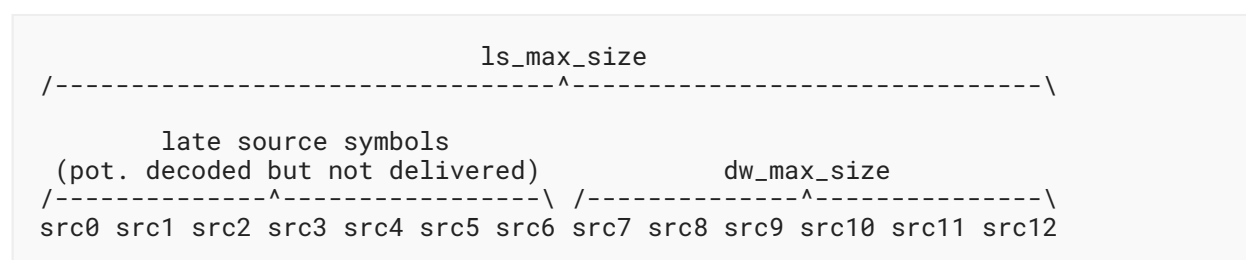 ls_max_size
/---------------------------------^-------------------------------\

        late source symbols
 (pot. decoded but not delivered)            dw_max_size
/--------------^-----------------\ /--------------^---------------\
src0 src1 src2 src3 src4 src5 src6 src7 src8 src9 src10 src11 src12